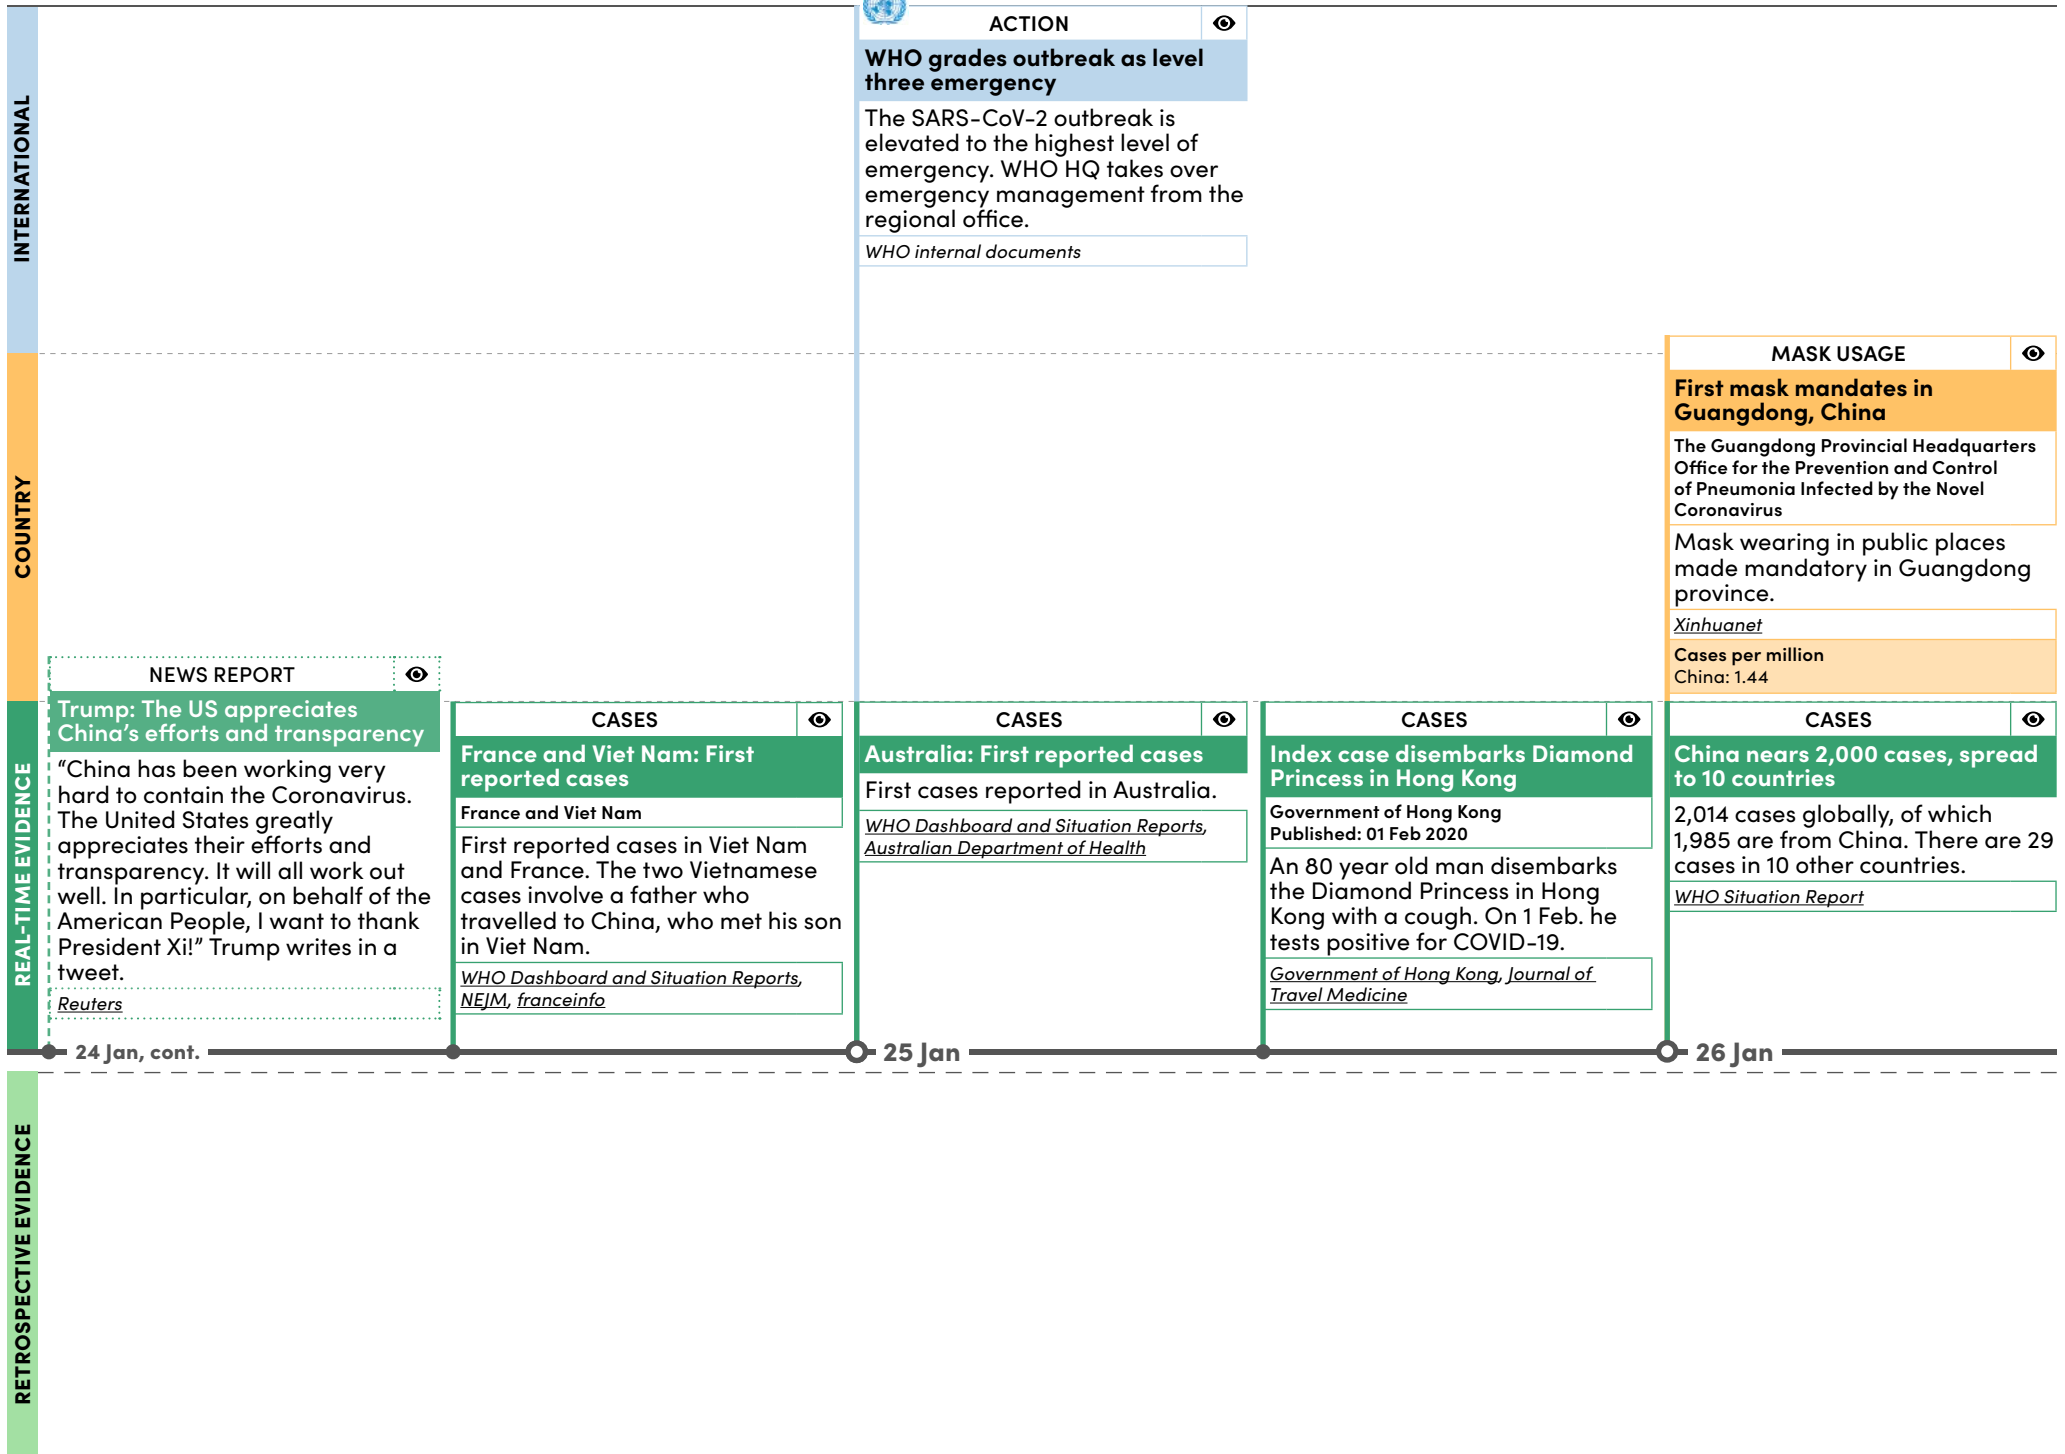 INTERNATIONAL
ACTION
WHO grades outbreak as level
three emergency
The SARS-CoV-2 outbreak is
elevated to the highest level of
emergency. WHO HQ takes over
emergency management from the
regional office.
WHO internal documents
COUNTRY
MASK USAGE
First mask mandates in
Guangdong, China
The Guangdong Provincial Headquarters
Office for the Prevention and Control
of Pneumonia Infected by the Novel
Coronavirus
Mask wearing in public places
made mandatory in Guangdong
province.
Xinhuanet
Cases per million
China: 1.44
REAL-TIME EVIDENCE
NEWS REPORT
Trump: The US appreciates
China’s efforts and transparency
“China has been working very
hard to contain the Coronavirus.
The United States greatly
appreciates their efforts and
transparency. It will all work out
well. In particular, on behalf of the
American People, I want to thank
President Xi!” Trump writes in a
tweet.
Reuters
CASES
France and Viet Nam: First
reported cases
France and Viet Nam
First reported cases in Viet Nam
and France. The two Vietnamese
cases involve a father who
travelled to China, who met his son
in Viet Nam.
WHO Dashboard and Situation Reports,
NEJM, franceinfo
CASES
Australia: First reported cases
First cases reported in Australia.
WHO Dashboard and Situation Reports,
Australian Department of Health
CASES
Index case disembarks Diamond
Princess in Hong Kong
Government of Hong Kong
Published: 01 Feb 2020
An 80 year old man disembarks
the Diamond Princess in Hong
Kong with a cough. On 1 Feb. he
tests positive for COVID-19.
Government of Hong Kong, Journal of
Travel Medicine
CASES
China nears 2,000 cases, spread
to 10 countries
2,014 cases globally, of which
1,985 are from China. There are 29
cases in 10 other countries.
WHO Situation Report
24 Jan, cont.
25 Jan
26 Jan
RETROSPECTIVE EVIDENCE